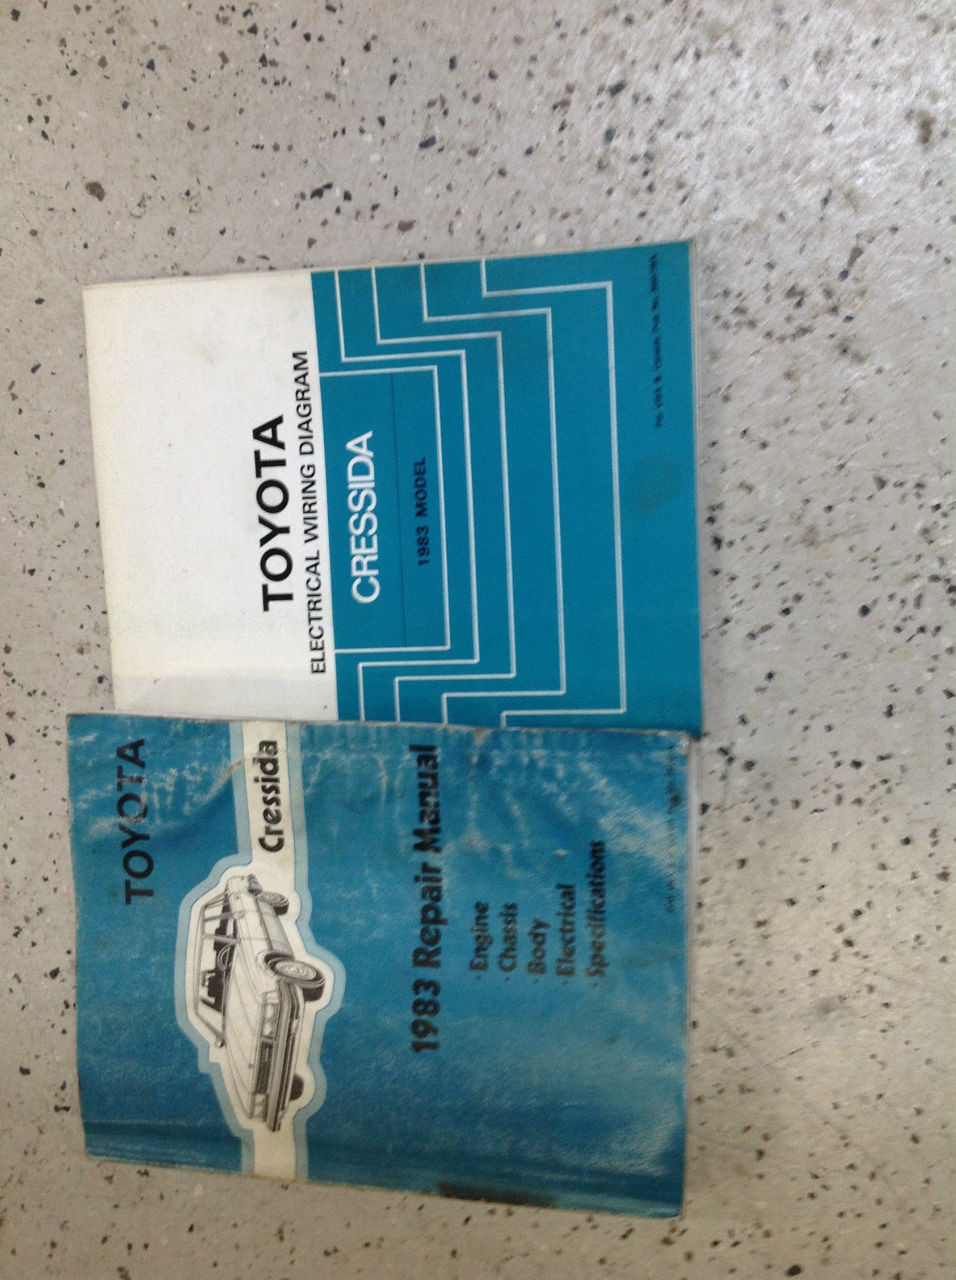 TOYOTA
Cressida
1983 Repair Manual
· Engine
· Chassis
· Body
· Electrical
· Specifications
TOYOTA
ELECTRICAL WIRING DIAGRAM
CRESSIDA
1983 MODEL